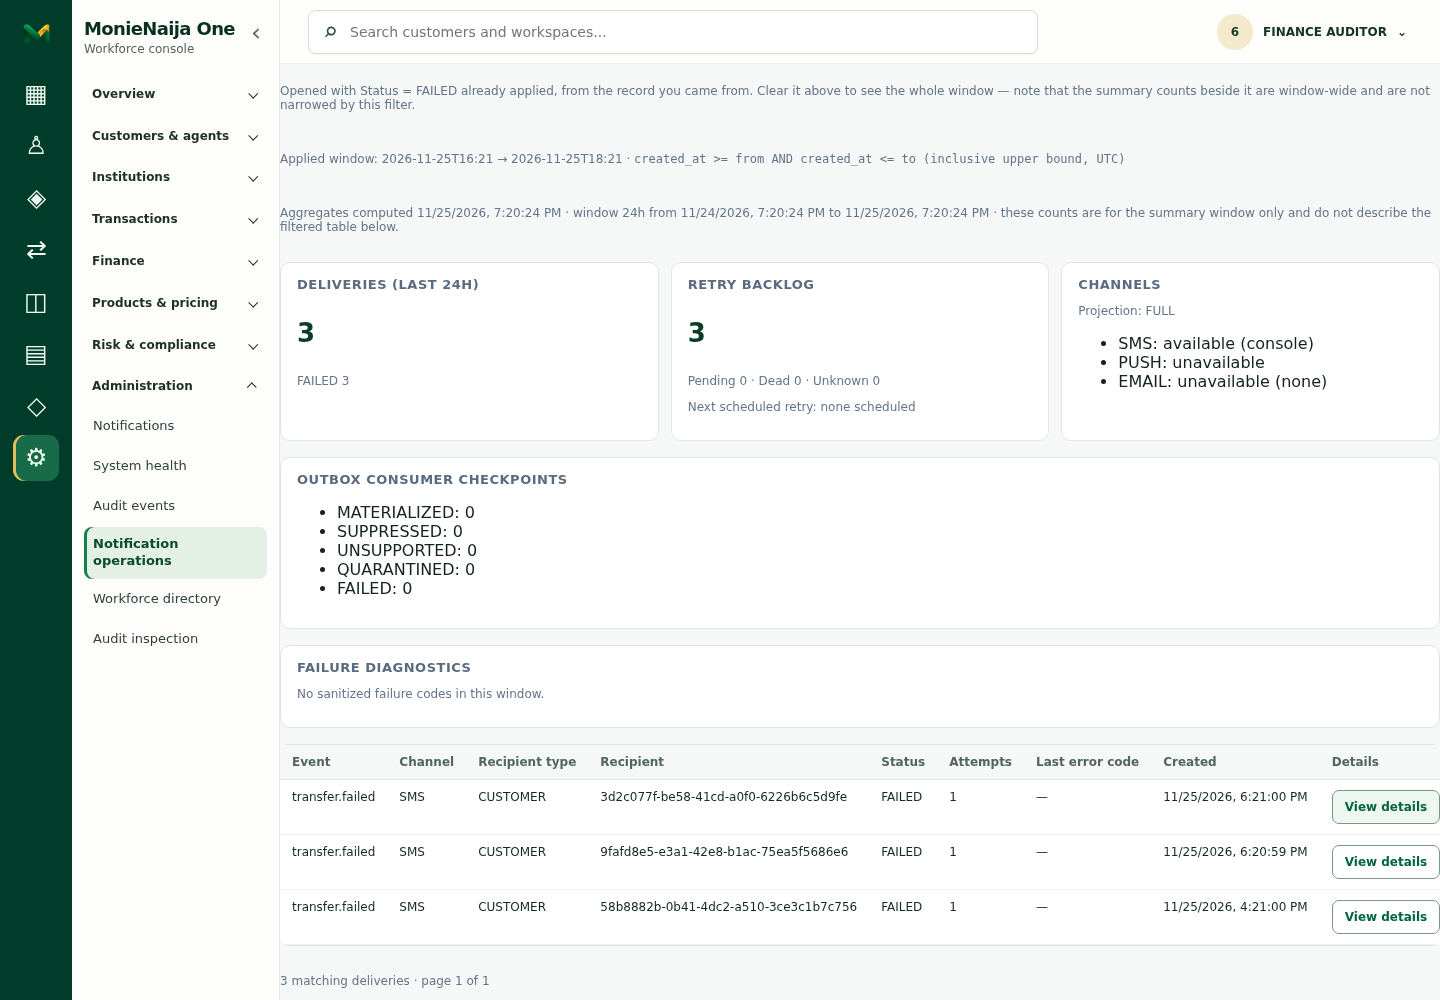 MonieNaija One
Workforce console
Search customers and workspaces...
6 FINANCE AUDITOR
Overview
Customers & agents
Institutions
Transactions
Finance
Products & pricing
Risk & compliance
Administration
Notifications
System health
Audit events
Notification
operations
Workforce directory
Audit inspection
Opened with Status = FAILED already applied, from the record you came from. Clear it above to see the whole window — note that the summary counts beside it are window-wide and are not
narrowed by this filter.
Applied window: 2026-11-25T16:21 → 2026-11-25T18:21 · created_at >= from AND created_at <= to (inclusive upper bound, UTC)
Aggregates computed 11/25/2026, 7:20:24 PM · window 24h from 11/24/2026, 7:20:24 PM to 11/25/2026, 7:20:24 PM · these counts are for the summary window only and do not describe the
filtered table below.
DELIVERIES (LAST 24H)
3
FAILED 3
RETRY BACKLOG
3
Pending 0 · Dead 0 · Unknown 0
Next scheduled retry: none scheduled
CHANNELS
Projection: FULL
• SMS: available (console)
• PUSH: unavailable
• EMAIL: unavailable (none)
OUTBOX CONSUMER CHECKPOINTS
• MATERIALIZED: 0
• SUPPRESSED: 0
• UNSUPPORTED: 0
• QUARANTINED: 0
• FAILED: 0
FAILURE DIAGNOSTICS
No sanitized failure codes in this window.
Event Channel Recipient type Recipient Status Attempts Last error code Created Details
transfer.failed SMS CUSTOMER 3d2c077f-be58-41cd-a0f0-6226b6c5d9fe FAILED 1 — 11/25/2026, 6:21:00 PM View details
transfer.failed SMS CUSTOMER 9fafd8e5-e3a1-42e8-b1ac-75ea5f5686e6 FAILED 1 — 11/25/2026, 6:20:59 PM View details
transfer.failed SMS CUSTOMER 58b8882b-0b41-4dc2-a510-3ce3c1b7c756 FAILED 1 — 11/25/2026, 4:21:00 PM View details
3 matching deliveries · page 1 of 1